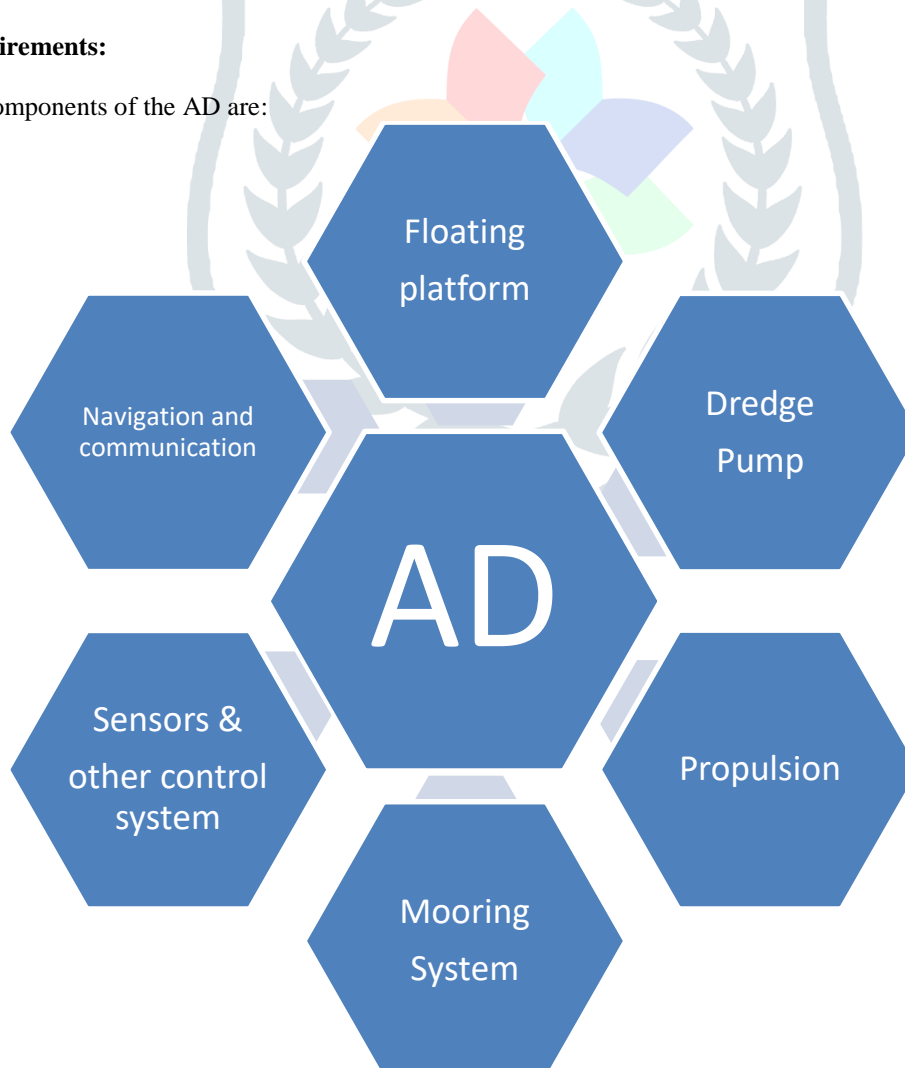 irements:
omponents of the AD are:
Floating
platform
Navigation and
communication
Dredge
Pump
AD
Sensors &
other control
system
Propulsion
Mooring
System